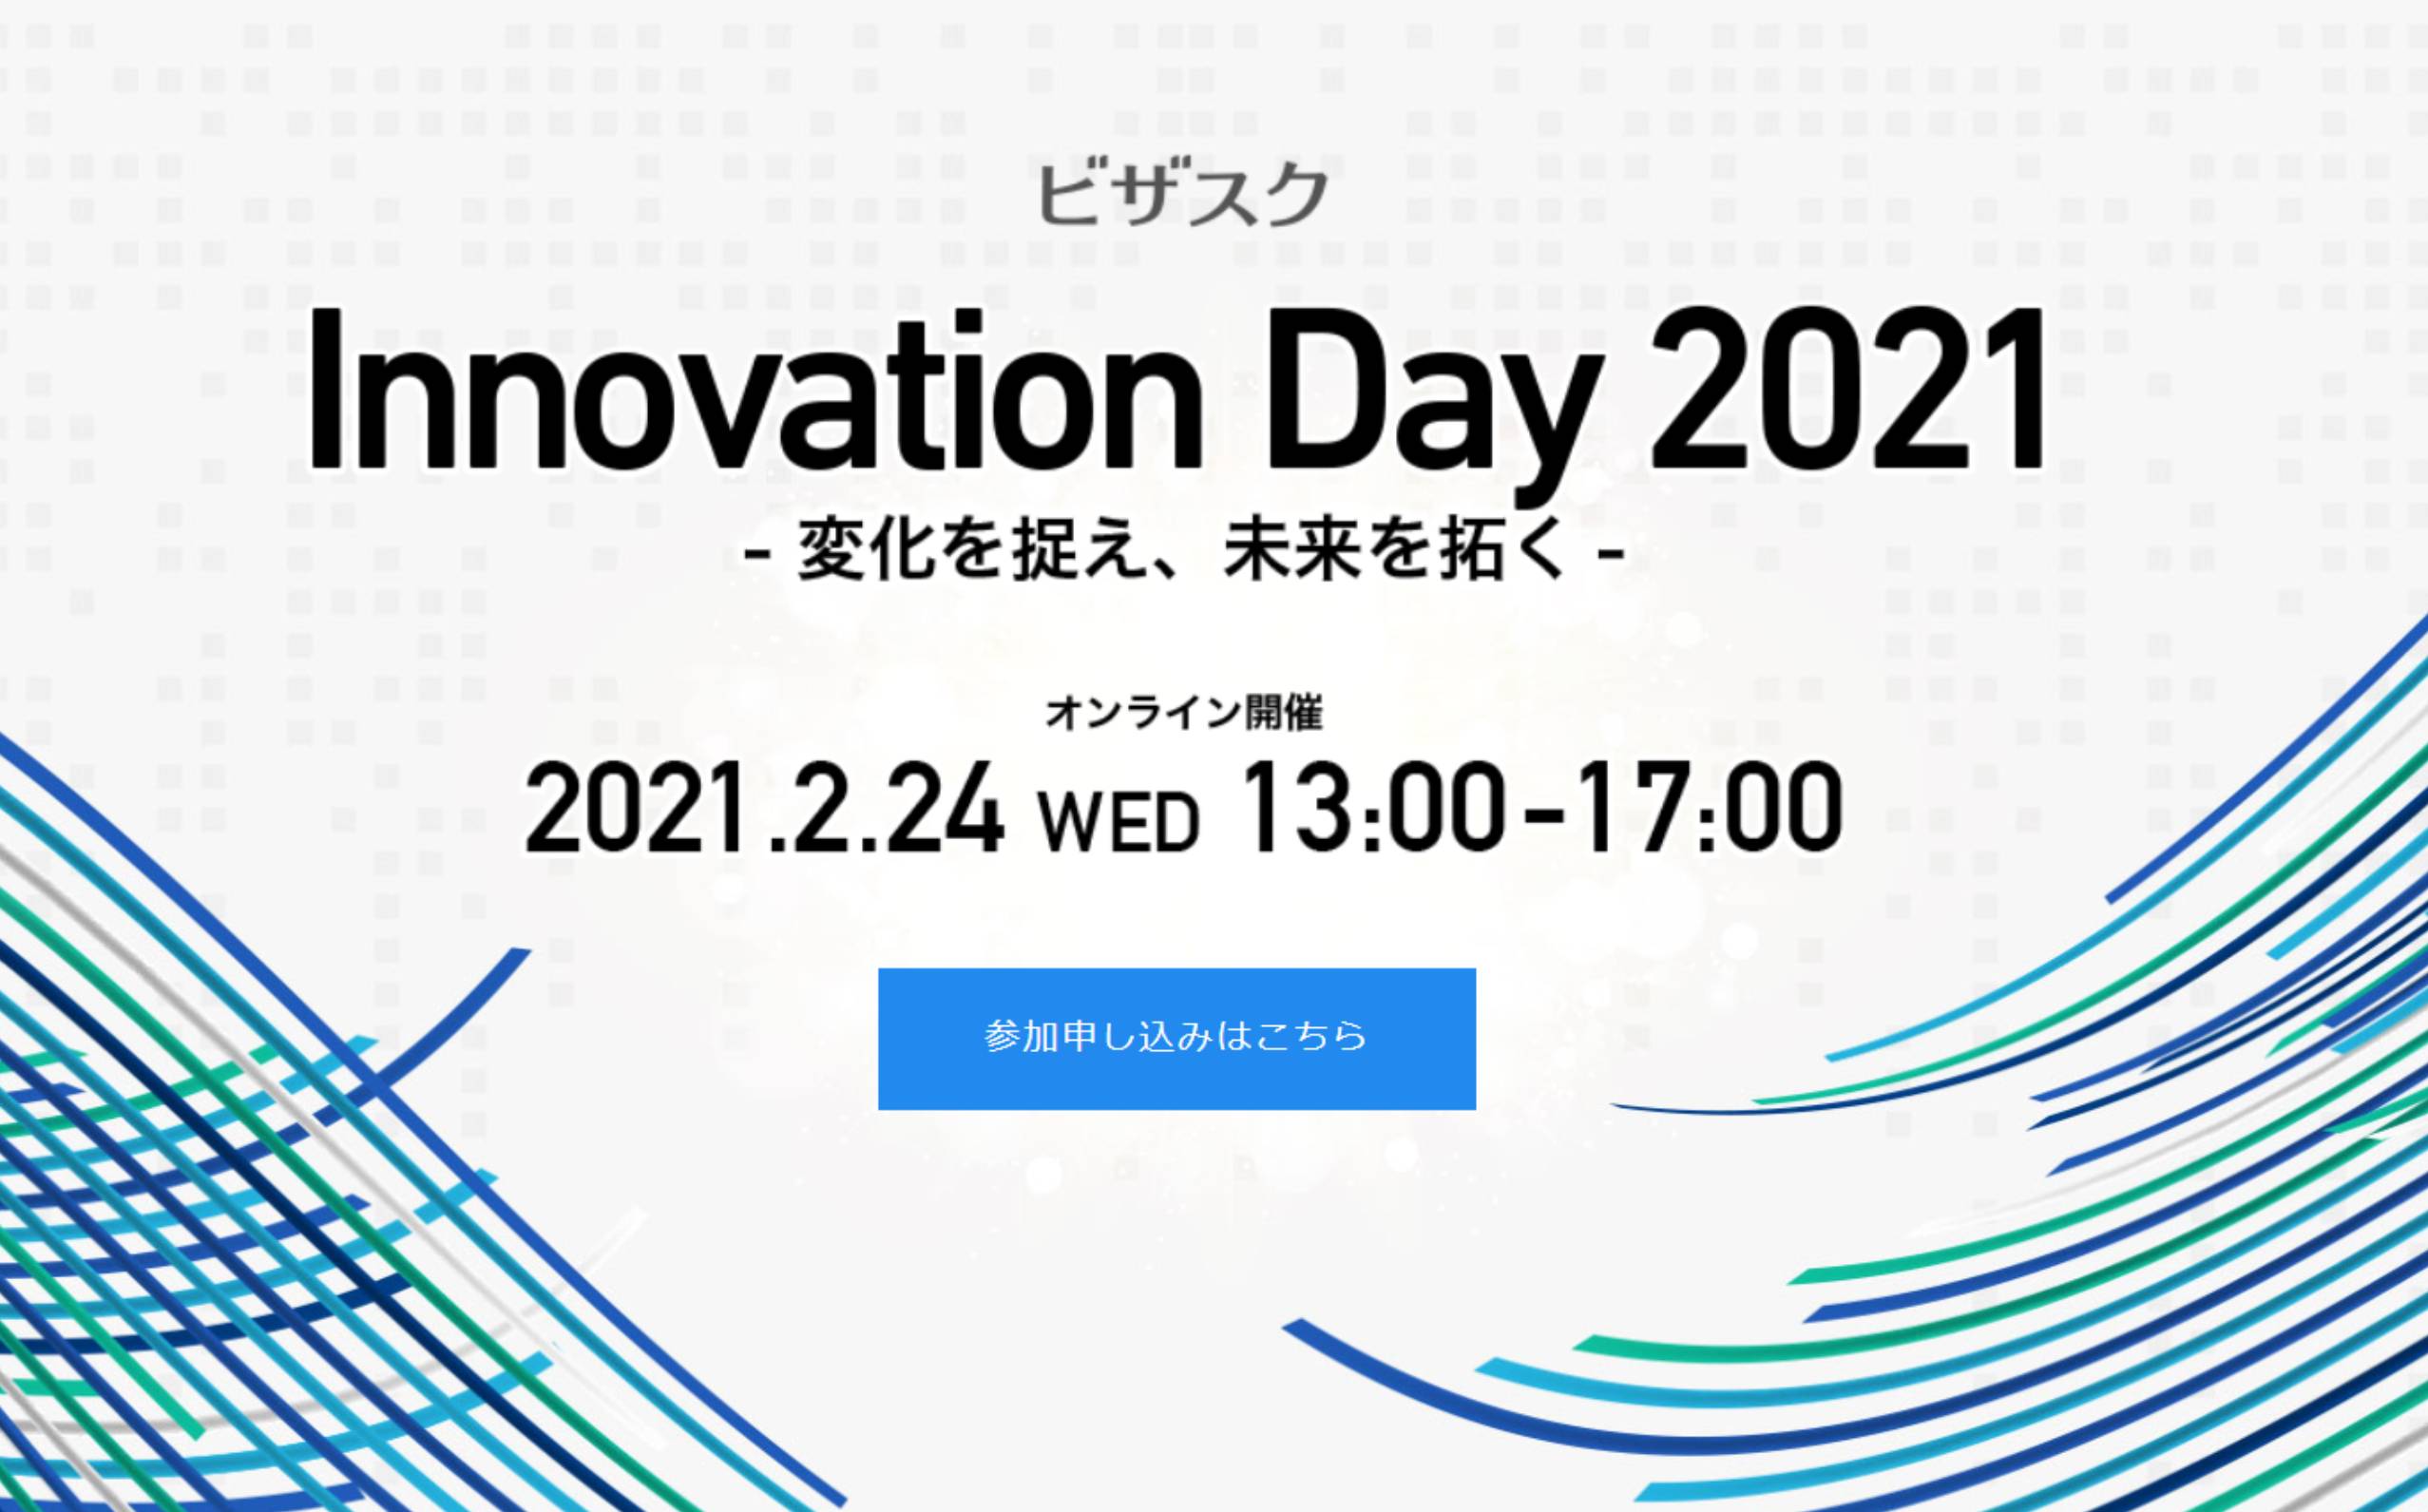 ビザスク
Innovation Day 2021
- 変化を捉え、未来を拓く -
オンライン開催
2021.2.24 WED 13:00-17:00
参加申し込みはこちら